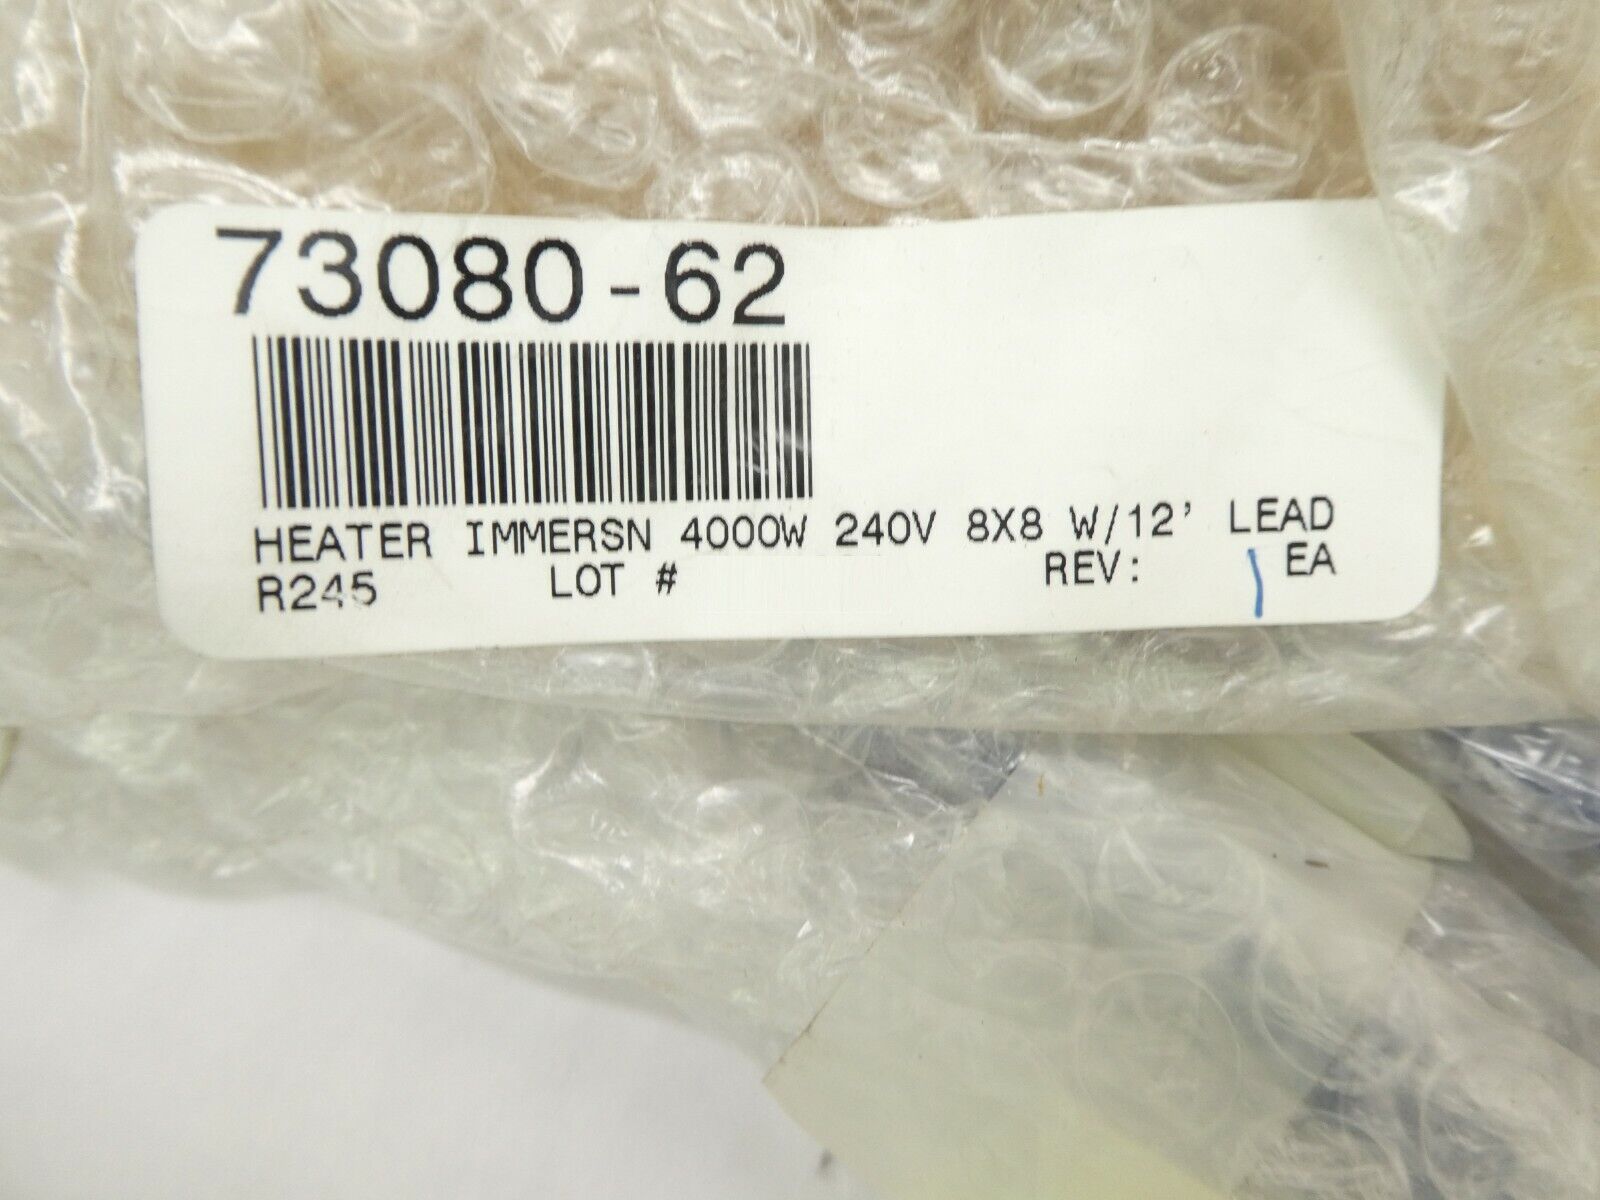 73080-62
HEATER IMMERSN 4000W 240V 8X8 W/12' LEAD
R245 LOT # REV: 1 EA